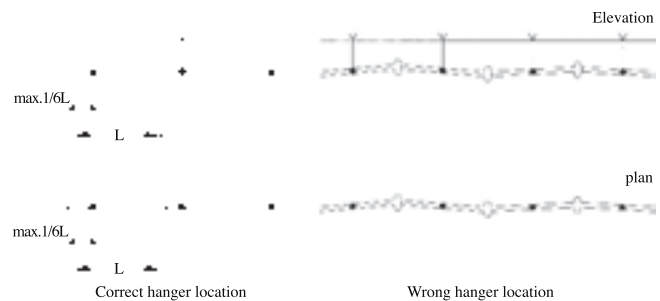 Elevation
max.1/6L
L
plan
max.1/6L
L
Correct hanger location
Wrong hanger location